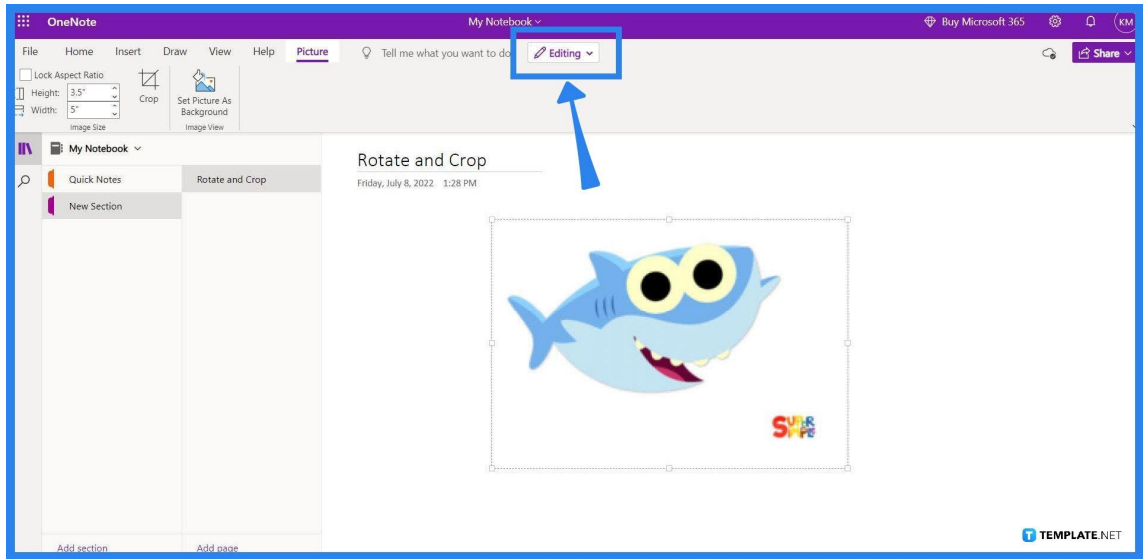 OneNote
My Notebook
Buy Microsoft 365
KM
File Home Insert Draw View Help Picture Tell me what you want to do Editing Share
Lock Aspect Ratio
Height: 3.5"
Width: 5"
Crop
Set Picture As
Background
Image Size
Image View
My Notebook
Quick Notes
New Section
Rotate and Crop
Rotate and Crop
Friday, July 8, 2022 1:28 PM
SUPER
SIMPLE
Add section
Add page
T TEMPLATE.NET